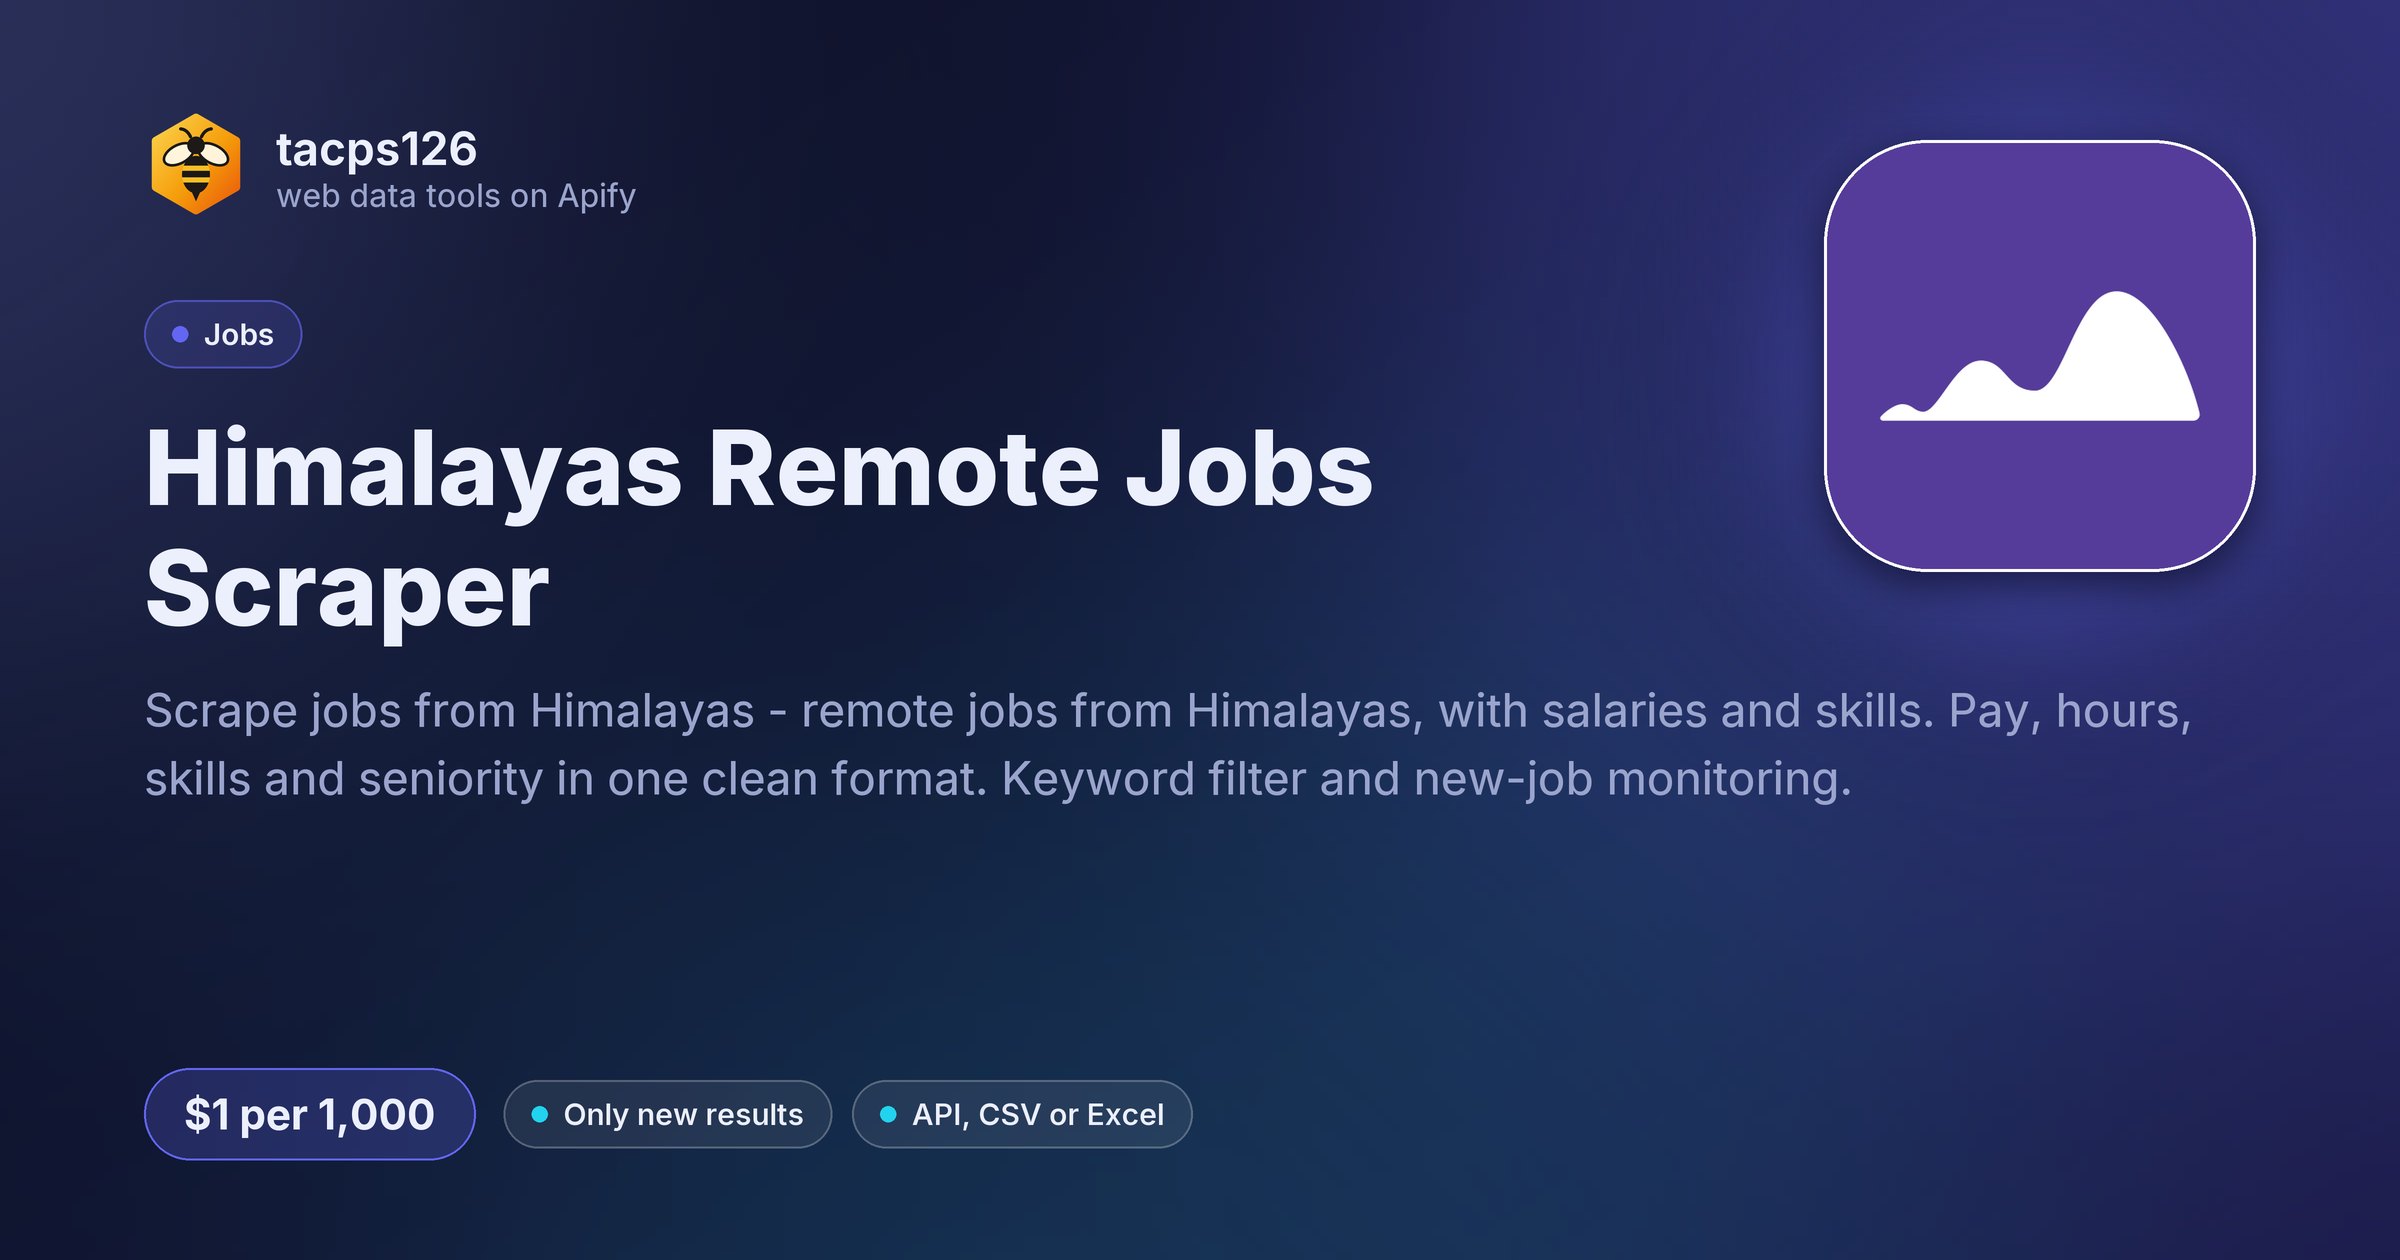 tacps126
web data tools on Apify
Jobs
Himalayas Remote Jobs
Scraper
Scrape jobs from Himalayas - remote jobs from Himalayas, with salaries and skills. Pay, hours,
skills and seniority in one clean format. Keyword filter and new-job monitoring.
$1 per 1,000
Only new results
API, CSV or Excel